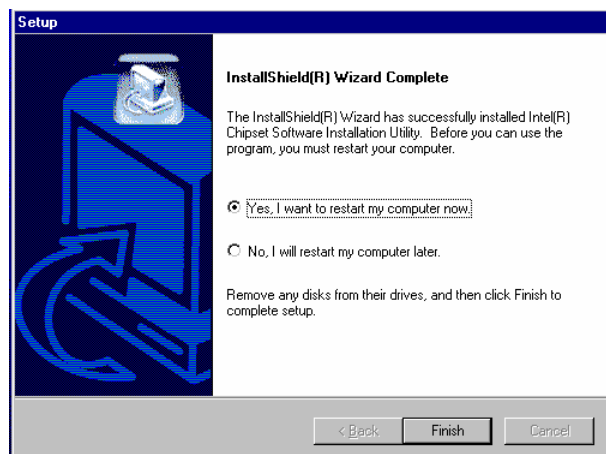 Setup
InstallShield(R) Wizard Complete
The InstallShield(R) Wizard has successfully installed Intel(R)
Chipset Software Installation Utility. Before you can use the
program, you must restart your computer.
Yes, I want to restart my computer now.
No, I will restart my computer later.
Remove any disks from their drives, and then click Finish to
complete setup.
< Back Finish Cancel